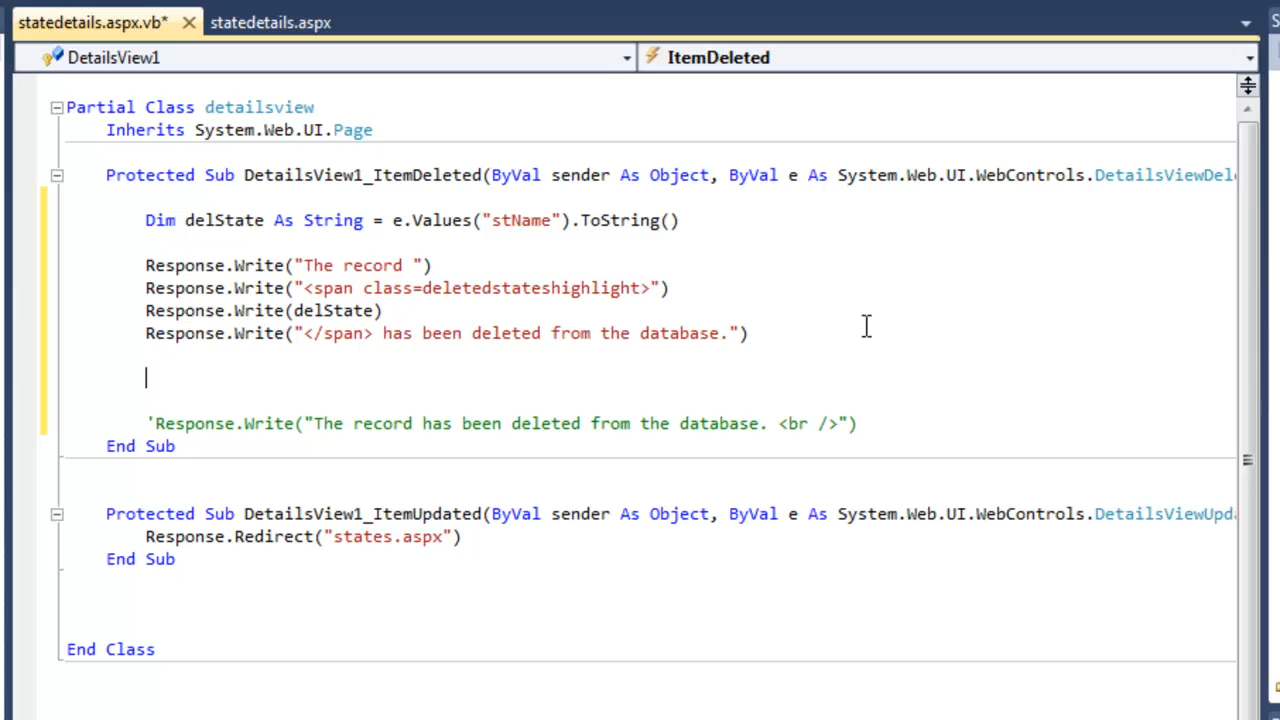 statedetails.aspx.vb* statedetails.aspx
DetailsView1 ItemDeleted
Partial Class detailsview
Inherits System.Web.UI.Page
Protected Sub DetailsView1_ItemDeleted(ByVal sender As Object, ByVal e As System.Web.UI.WebControls.DetailsViewDele
Dim delState As String = e.Values("stName").ToString()
Response.Write("The record ")
Response.Write("<span class=deletedstateshighlight>")
Response.Write(delState)
Response.Write("</span> has been deleted from the database.")
'Response.Write("The record has been deleted from the database. <br />")
End Sub
Protected Sub DetailsView1_ItemUpdated(ByVal sender As Object, ByVal e As System.Web.UI.WebControls.DetailsViewUpda
Response.Redirect("states.aspx")
End Sub
End Class